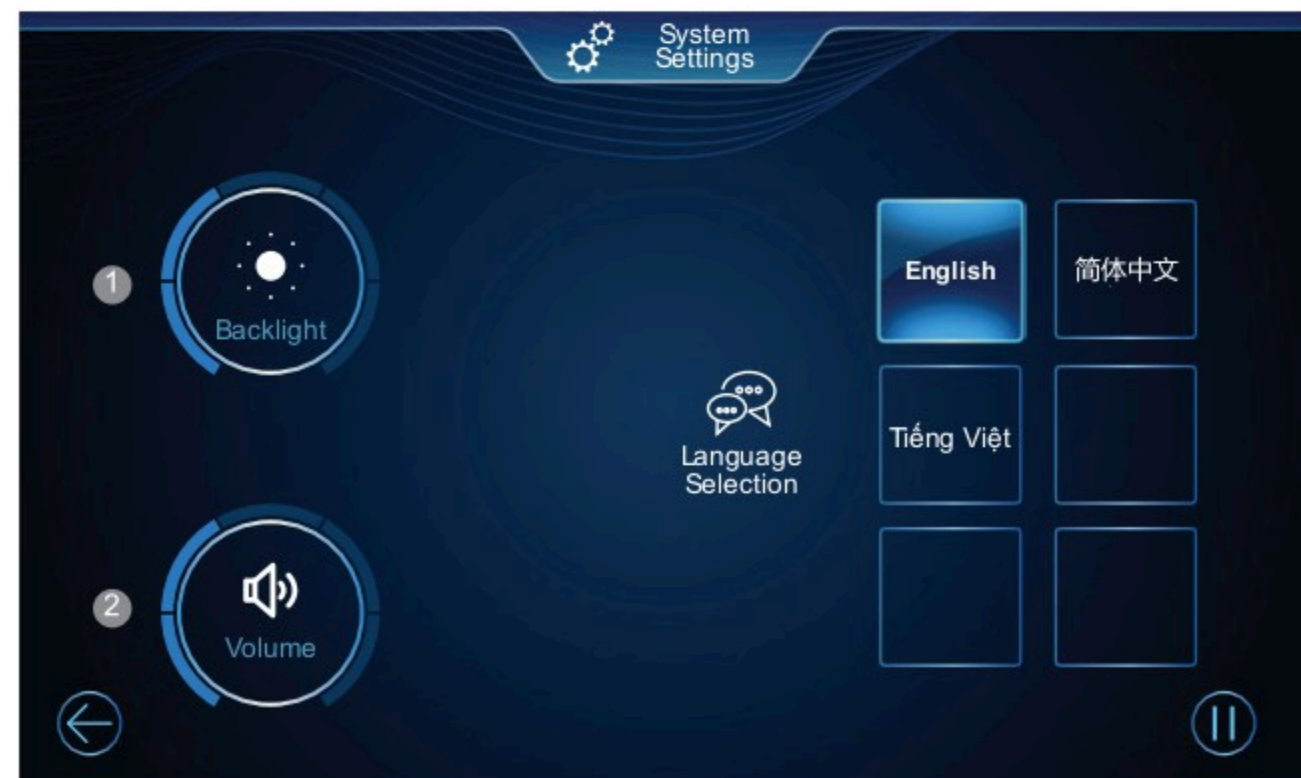 System
Settings
1
Backlight
English
简体中文
Language
Selection
Tiếng Việt
2
Volume